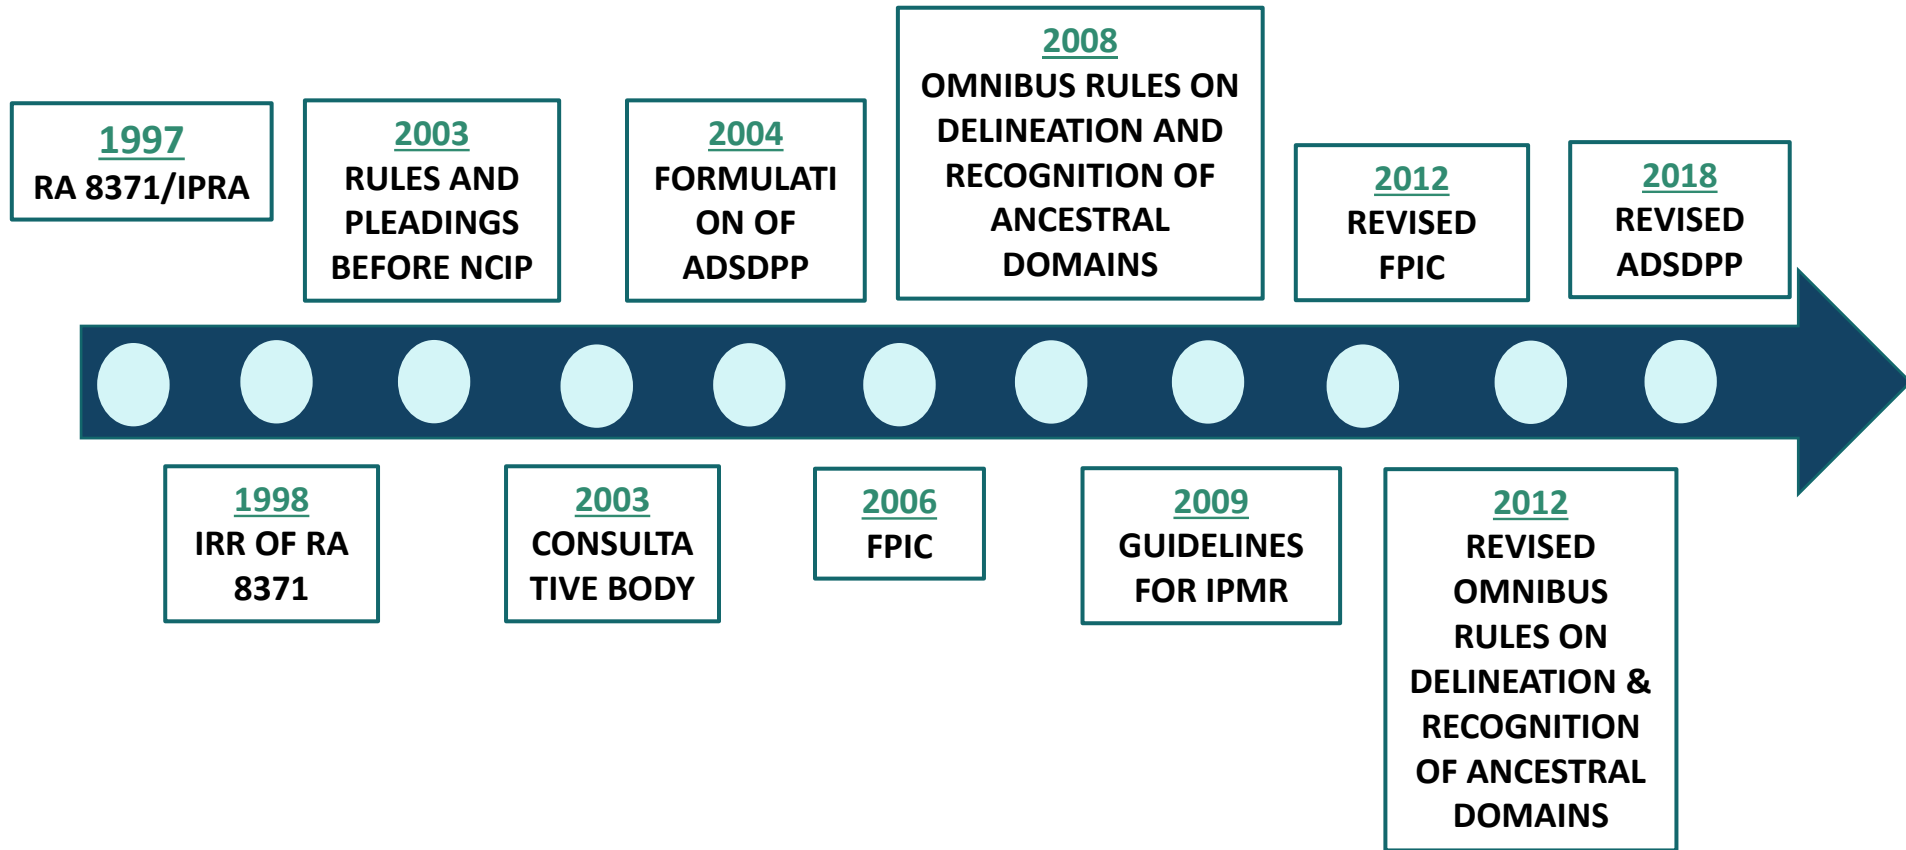 1997
RA 8371/IPRA
1998
IRR OF RA
8371
2003
RULES AND
PLEADINGS
BEFORE NCIP
2003
CONSULTA
TIVE BODY
2004
FORMULATI
ON OF
ADSDPP
2006
FPIC
2008
OMNIBUS RULES ON
DELINEATION AND
RECOGNITION OF
ANCESTRAL
DOMAINS
2009
GUIDELINES
FOR IPMR
2012
REVISED
FPIC
2012
REVISED
OMNIBUS
RULES ON
DELINEATION &
RECOGNITION
OF ANCESTRAL
DOMAINS
2018
REVISED
ADSDPP